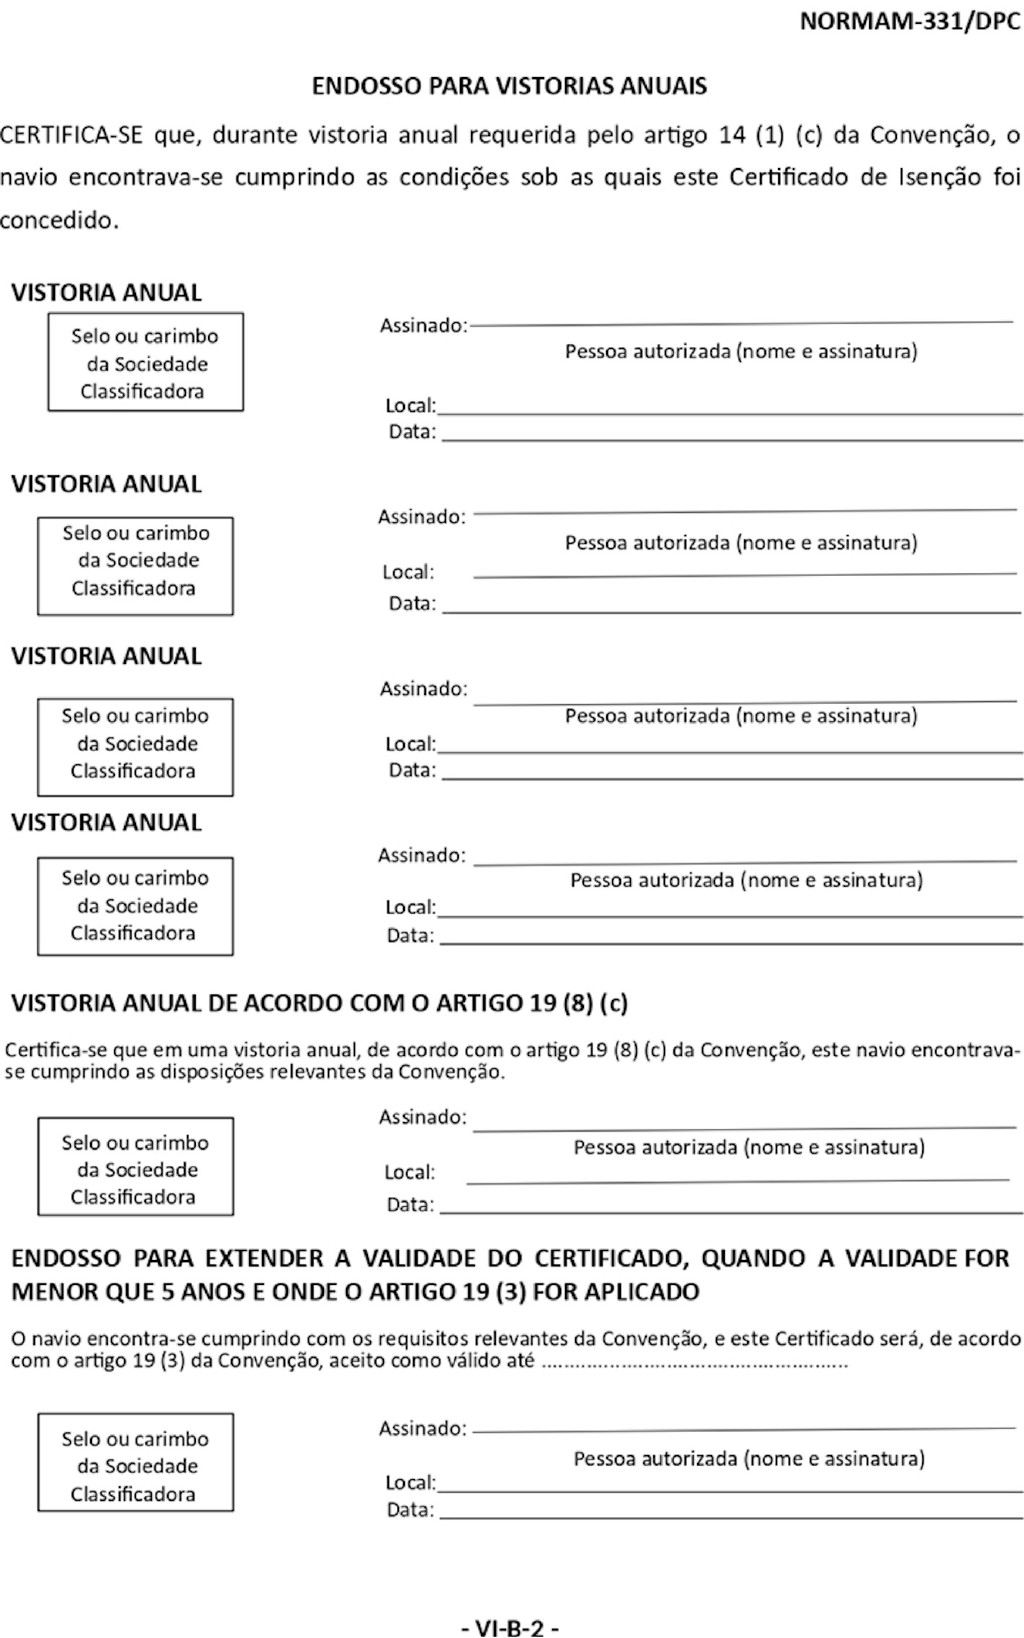 NORMAM-331/DPC
ENDOSSO PARA VISTORIAS ANUAIS
CERTIFICA-SE que, durante vistoria anual requerida pelo artigo 14 (1) (c) da Convenção, o
navio encontrava-se cumprindo as condições sob as quais este Certificado de Isenção foi
concedido.
VISTORIA ANUAL
Selo ou carimbo
da Sociedade
Classificadora
Assinado:
Pessoa autorizada (nome e assinatura)
Local:
Data:
VISTORIA ANUAL
Selo ou carimbo
da Sociedade
Classificadora
Assinado:
Pessoa autorizada (nome e assinatura)
Local:
Data:
VISTORIA ANUAL
Selo ou carimbo
da Sociedade
Classificadora
Assinado:
Pessoa autorizada (nome e assinatura)
Local:
Data:
VISTORIA ANUAL
Selo ou carimbo
da Sociedade
Classificadora
Assinado:
Pessoa autorizada (nome e assinatura)
Local:
Data:
VISTORIA ANUAL DE ACORDO COM O ARTIGO 19 (8) (c)
Certifica-se que em uma vistoria anual, de acordo com o artigo 19 (8) (c) da Convenção, este navio encontrava-
se cumprindo as disposições relevantes da Convenção.
Selo ou carimbo
da Sociedade
Classificadora
Assinado:
Pessoa autorizada (nome e assinatura)
Local:
Data:
ENDOSSO PARA EXTENDER A VALIDADE DO CERTIFICADO, QUANDO A VALIDADE FOR
MENOR QUE 5 ANOS E ONDE O ARTIGO 19 (3) FOR APLICADO
O navio encontra-se cumprindo com os requisitos relevantes da Convenção, e este Certificado será, de acordo
com o artigo 19 (3) da Convenção, aceito como válido até ......................................................
Selo ou carimbo
da Sociedade
Classificadora
Assinado:
Pessoa autorizada (nome e assinatura)
Local:
Data:
- VI-B-2 -